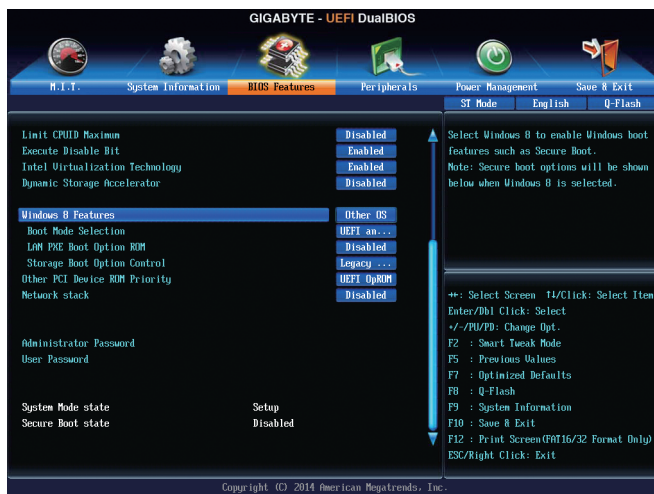 GIGABYTE - UEFI DualBIOS
M.I.T. System Information BIOS Features Peripherals Power Management Save & Exit
ST Mode English Q-Flash
Limit CPUID Maximum Disabled
Execute Disable Bit Enabled
Intel Virtualization Technology Enabled
Dynamic Storage Accelerator Disabled
Windows 8 Features Other OS
Boot Mode Selection UEFI an...
LAN PXE Boot Option ROM Disabled
Storage Boot Option Control Legacy ...
Other PCI Device ROM Priority UEFI OpROM
Network stack Disabled
Administrator Password
User Password
System Mode state Setup
Secure Boot state Disabled
Select Windows 8 to enable Windows boot
features such as Secure Boot.
Note: Secure boot options will be shown
below when Windows 8 is selected.
↔: Select Screen ↑↓/Click: Select Item
Enter/Dbl Click: Select
+/-/PU/PD: Change Opt.
F2 : Smart Tweak Mode
F5 : Previous Values
F7 : Optimized Defaults
F8 : Q-Flash
F9 : System Information
F10 : Save & Exit
F12 : Print Screen(FAT16/32 Format Only)
ESC/Right Click: Exit
Copyright (C) 2014 American Megatrends, Inc.